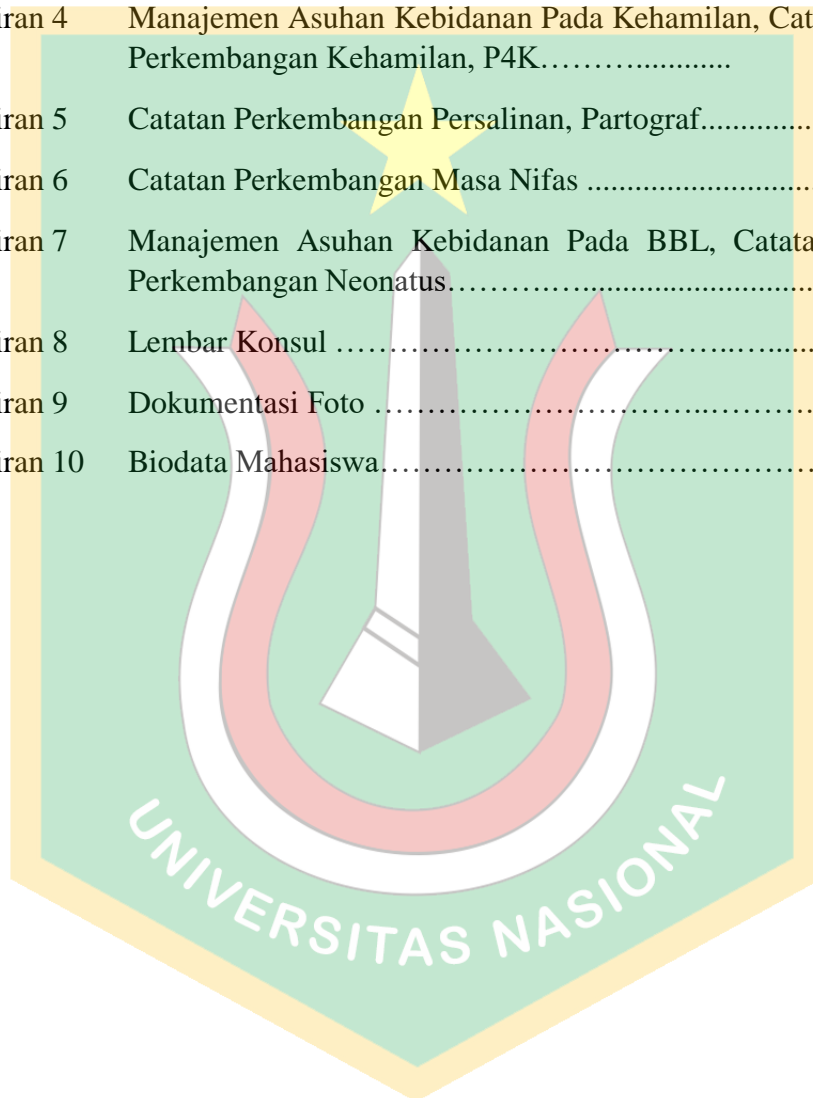 iran 4 Manajemen Asuhan Kebidanan Pada Kehamilan, Cat
Perkembangan Kehamilan, P4K………............
iran 5 Catatan Perkembangan Persalinan, Partograf..............
iran 6 Catatan Perkembangan Masa Nifas ............................
iran 7 Manajemen Asuhan Kebidanan Pada BBL, Catata
Perkembangan Neonatus…………..............................
iran 8 Lembar Konsul ……………………………………..…......
iran 9 Dokumentasi Foto …………………………………..…………
iran 10 Biodata Mahasiswa……………………………………………
UNIVERSITAS NASIONAL